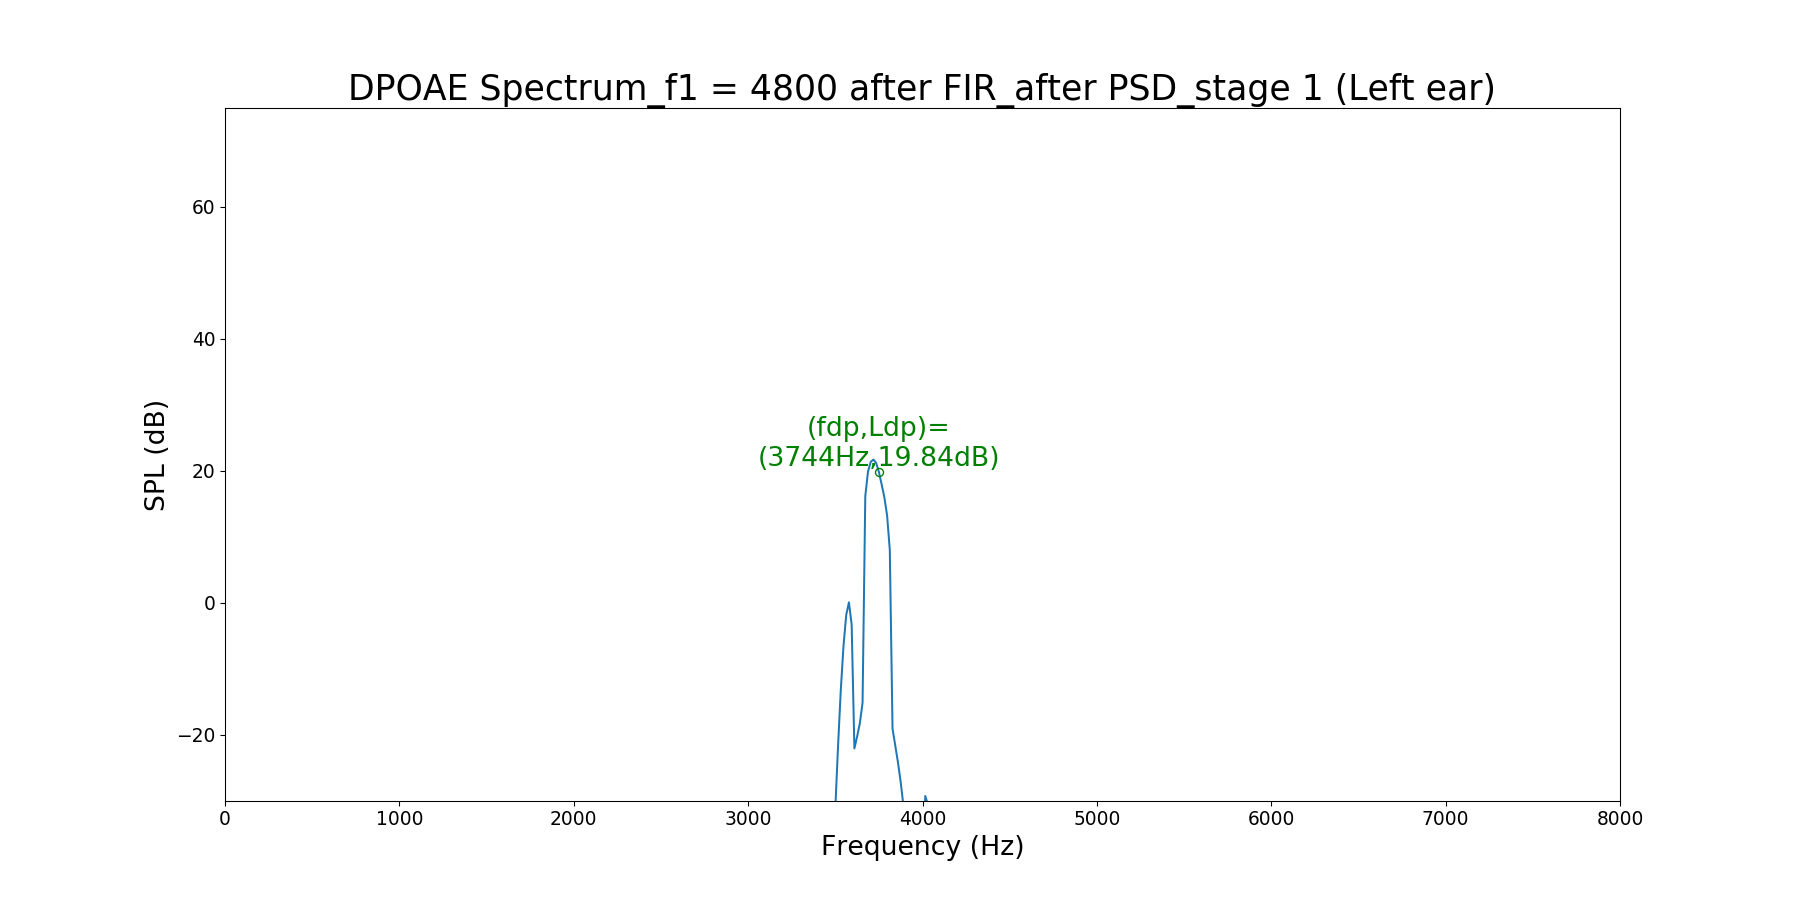 DPOAE Spectrum_f1 = 4800 after FIR_after PSD_stage 1 (Left ear)
60
40
20
0
−20
SPL (dB)
(fdp,Ldp)=
(3744Hz,19.84dB)
0 1000 2000 3000 4000 5000 6000 7000 8000
Frequency (Hz)